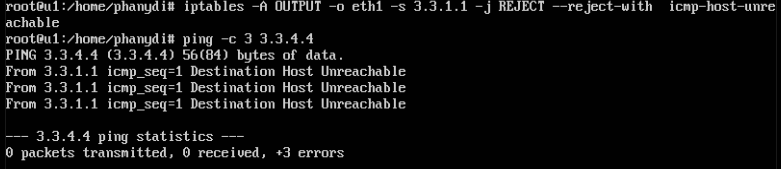 root@u1:/home/phanydi# iptables -A OUTPUT -o eth1 -s 3.3.1.1 -j REJECT --reject-with  icmp-host-unre
achable
root@u1:/home/phanydi# ping -c 3 3.3.4.4
PING 3.3.4.4 (3.3.4.4) 56(84) bytes of data.
From 3.3.1.1 icmp_seq=1 Destination Host Unreachable
From 3.3.1.1 icmp_seq=1 Destination Host Unreachable
From 3.3.1.1 icmp_seq=1 Destination Host Unreachable
--- 3.3.4.4 ping statistics ---
0 packets transmitted, 0 received, +3 errors